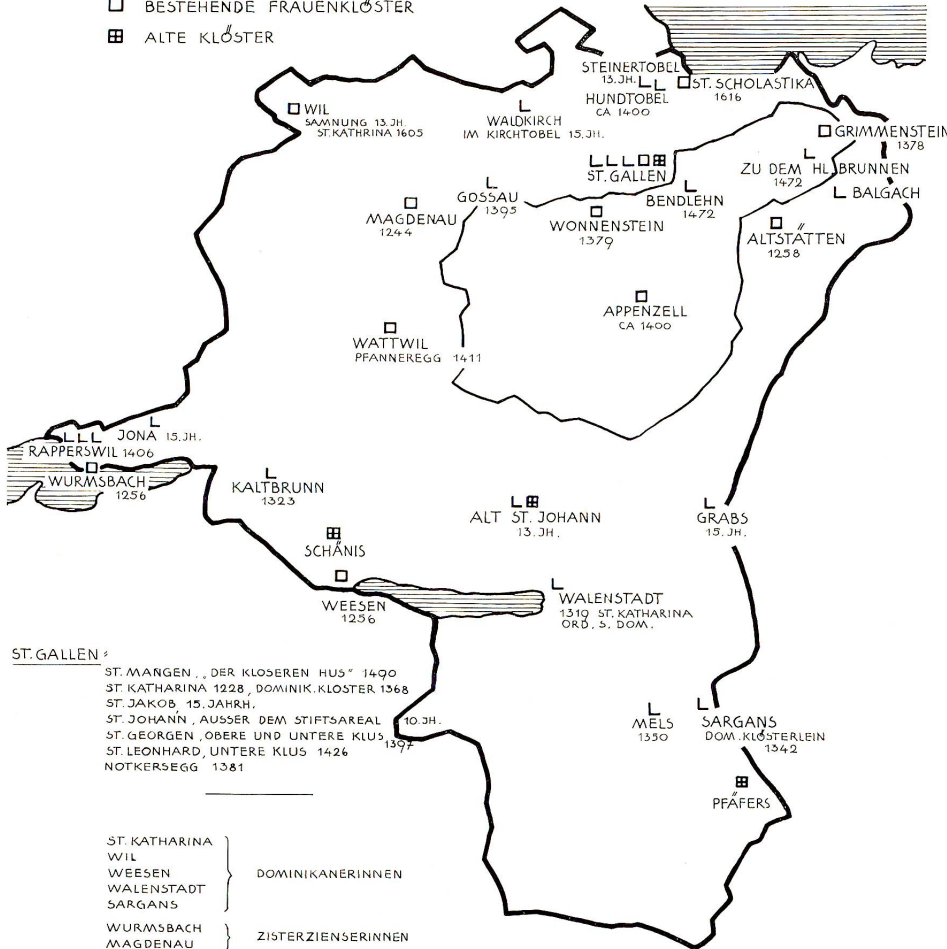 BESTEHENDE FRAUENKLÖSTER
ALTE KLÖSTER
STEINERTOBEL
13.JH.
HUNDTOBEL
CA 1400
ST. SCHOLASTIKA
1616
WIL
SAMNUNG 13.JH.
ST. KATHRINA 1605
WALDKIRCH
IM KIRCHTOBEL 15.JH.
GRIMMENSTEIN
1378
ST. GALLEN
ZU DEM HL. BRUNNEN
1472
BALGACH
GOSSAU
1395
BENDLEHN
1472
MAGDENAU
1244
WONNENSTEIN
1379
ALTSTÄTTEN
1258
APPENZELL
CA 1400
WATTWIL
PFANNEREGG 1411
JONA 15.JH.
RAPPERSWIL 1406
WURMSBACH
1256
KALTBRUNN
1323
ALT ST. JOHANN
13.JH.
GRABS
15.JH.
SCHÄNIS
WEESEN
1256
WALENSTADT
1319 ST. KATHARINA
ORD. S. DOM.
ST. GALLEN:
ST. MANGEN, „DER KLOSEREN HUS" 1490
ST. KATHARINA 1228, DOMINIK. KLOSTER 1368
ST. JAKOB, 15. JAHRH.
ST. JOHANN, AUSSER DEM STIFTSAREAL 10.JH.
ST. GEORGEN, OBERE UND UNTERE KLUS 1397
ST. LEONHARD, UNTERE KLUS 1426
NOTKERSEGG 1381
MELS
1350
SARGANS
DOM. KLÖSTERLEIN
1342
PFÄFERS
ST. KATHARINA
WIL
WEESEN
WALENSTADT
SARGANS
DOMINIKANERINNEN
WURMSBACH
MAGDENAU
ZISTERZIENSERINNEN